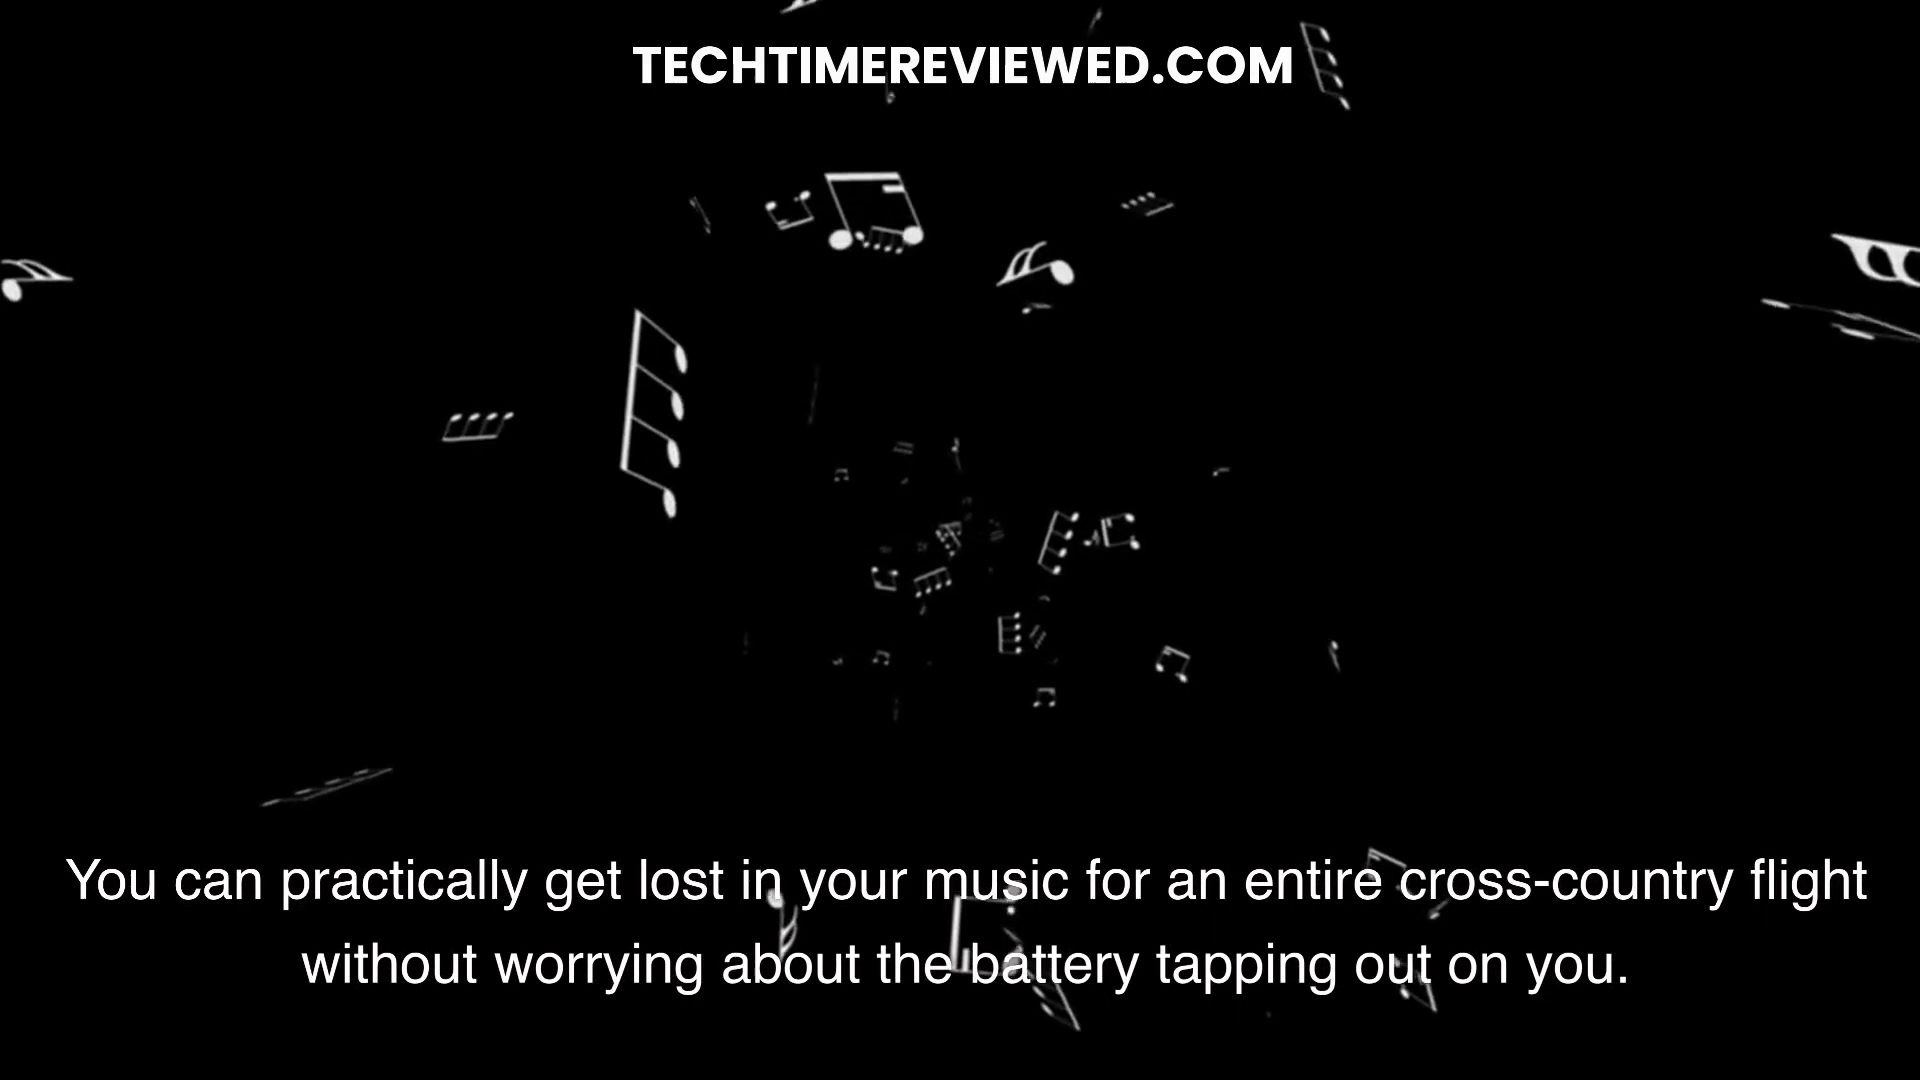 TECHTIMEREVIEWED.COM
You can practically get lost in your music for an entire cross-country flight
without worrying about the battery tapping out on you.